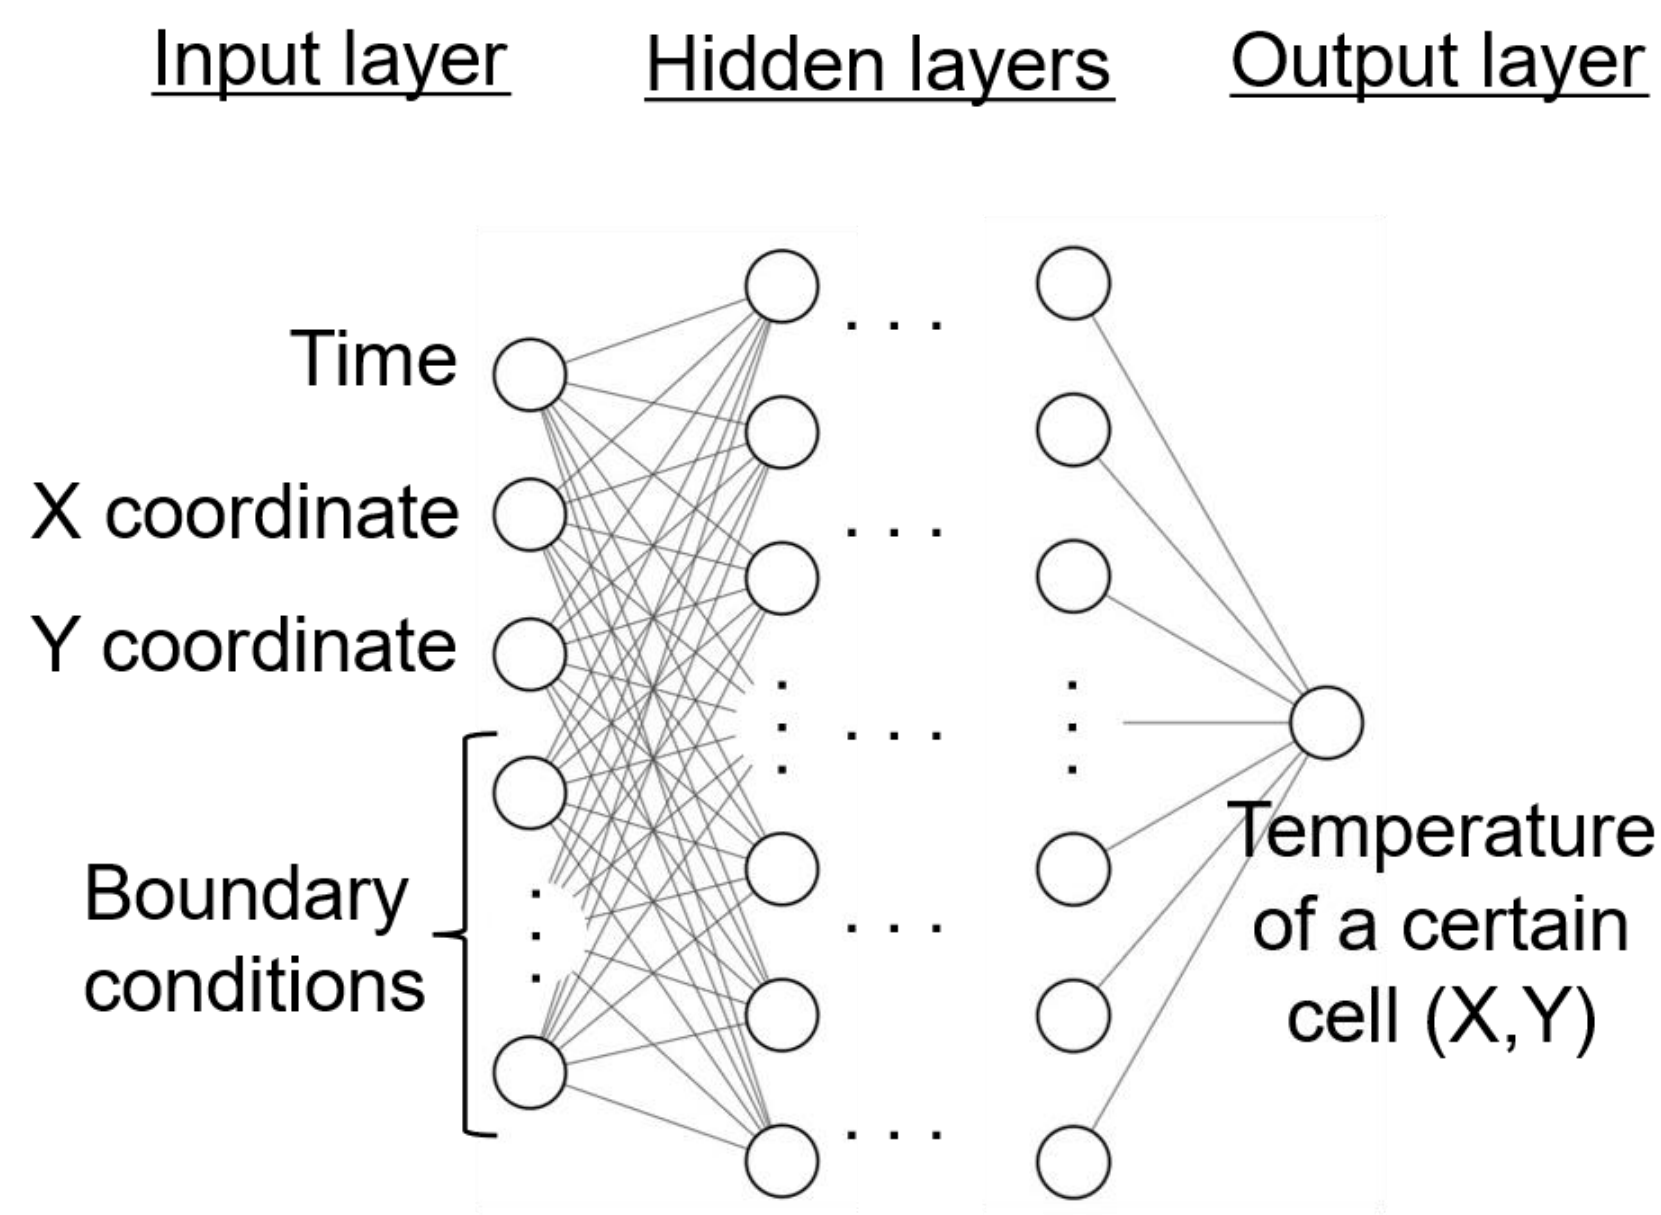 Input layer
Hidden layers
Output layer
Time
X coordinate
Y coordinate
Boundary
conditions
Temperature
of a certain
cell (X,Y)